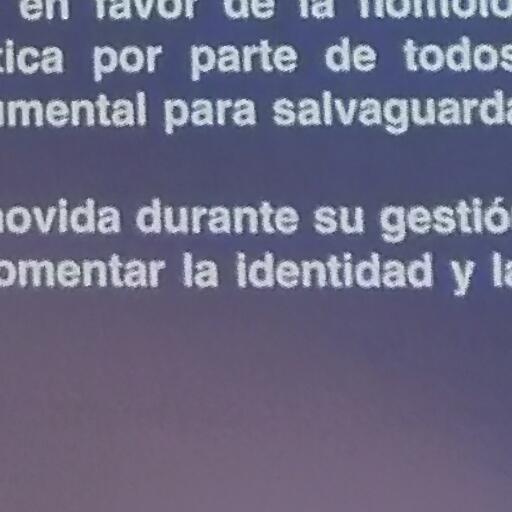 en favor de la homolo
tica por parte de todos
umental para salvaguarda
novida durante su gestió
omentar la identidad y la